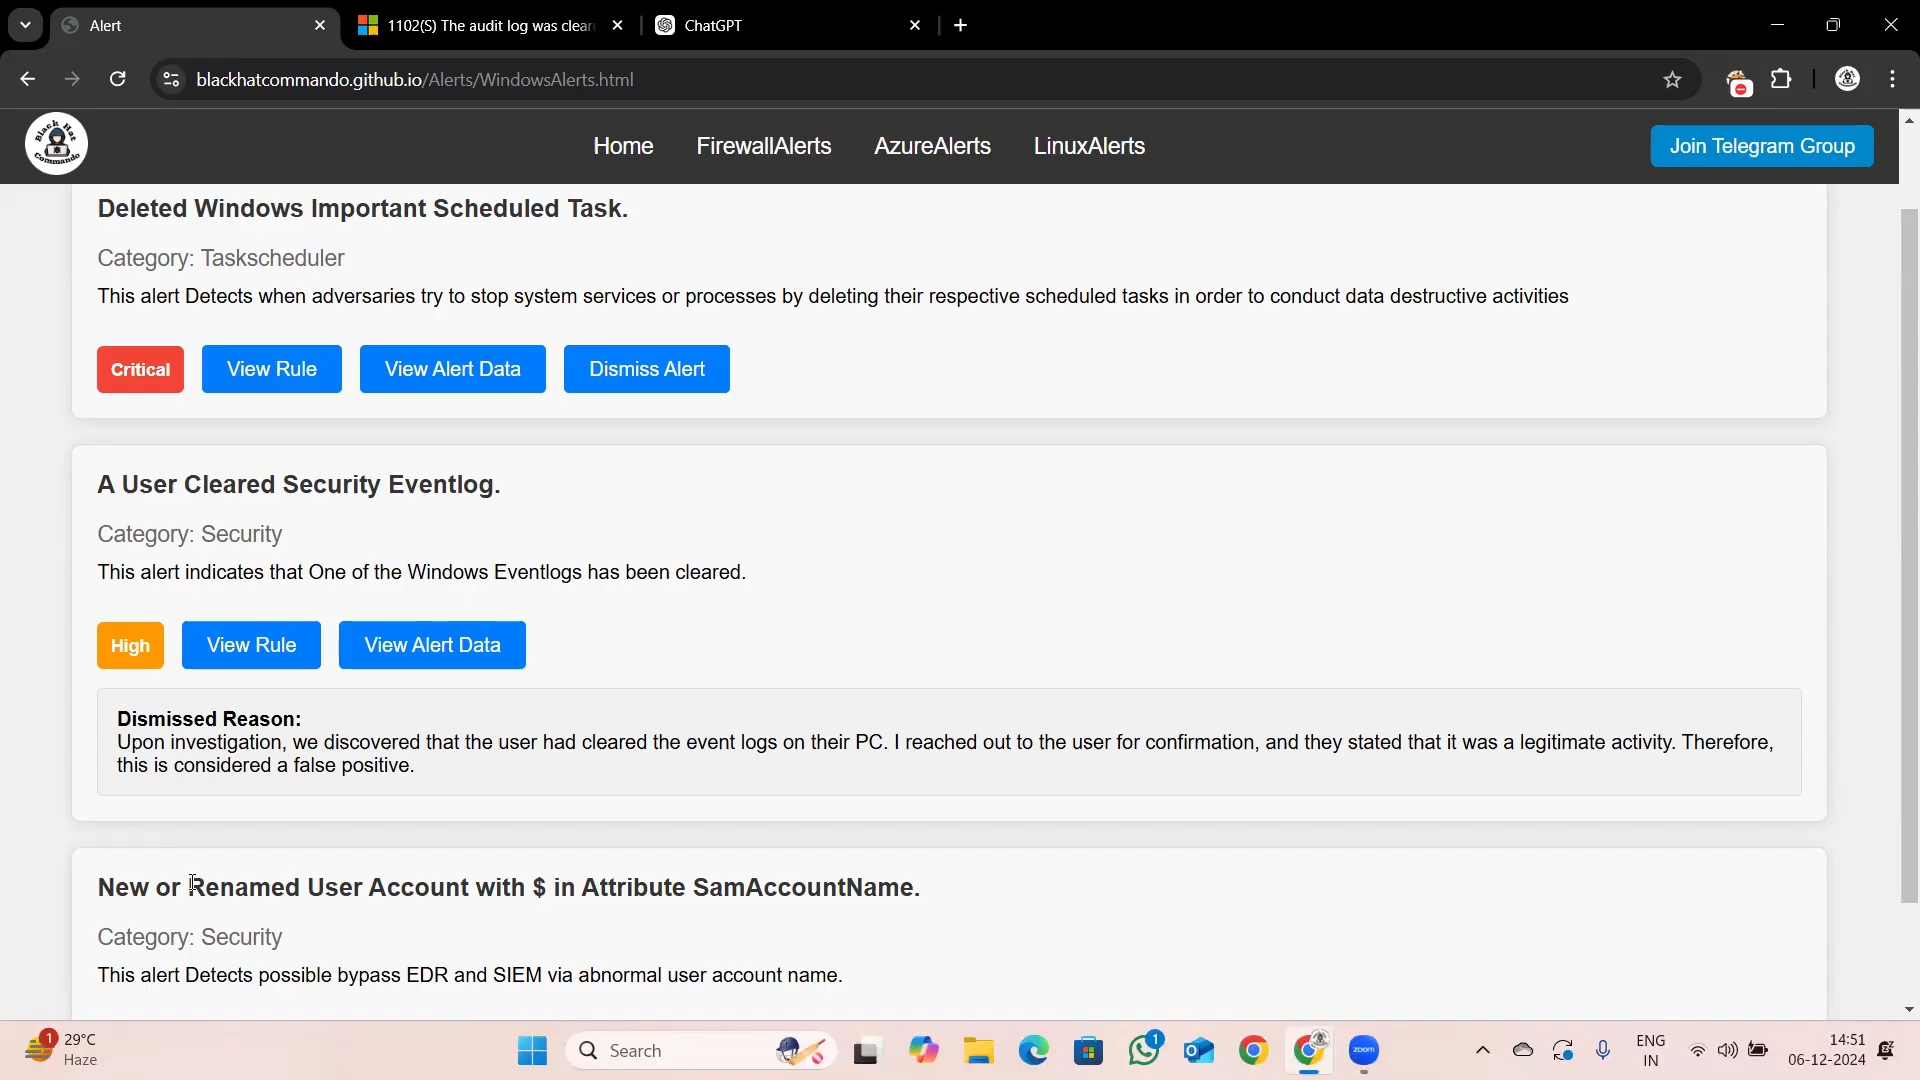 Alert
1102(S) The audit log was clear
ChatGPT
blackhatcommando.github.io/Alerts/WindowsAlerts.html
Black Hat
Commando
Home
FirewallAlerts
AzureAlerts
LinuxAlerts
Join Telegram Group
Deleted Windows Important Scheduled Task.
Category: Taskscheduler
This alert Detects when adversaries try to stop system services or processes by deleting their respective scheduled tasks in order to conduct data destructive activities
Critical
View Rule
View Alert Data
Dismiss Alert
A User Cleared Security Eventlog.
Category: Security
This alert indicates that One of the Windows Eventlogs has been cleared.
High
View Rule
View Alert Data
Dismissed Reason:
Upon investigation, we discovered that the user had cleared the event logs on their PC. I reached out to the user for confirmation, and they stated that it was a legitimate activity. Therefore,
this is considered a false positive.
New or Renamed User Account with $ in Attribute SamAccountName.
Category: Security
This alert Detects possible bypass EDR and SIEM via abnormal user account name.
1
29°C
Haze
Search
1
zoom
ENG
IN
14:51
06-12-2024